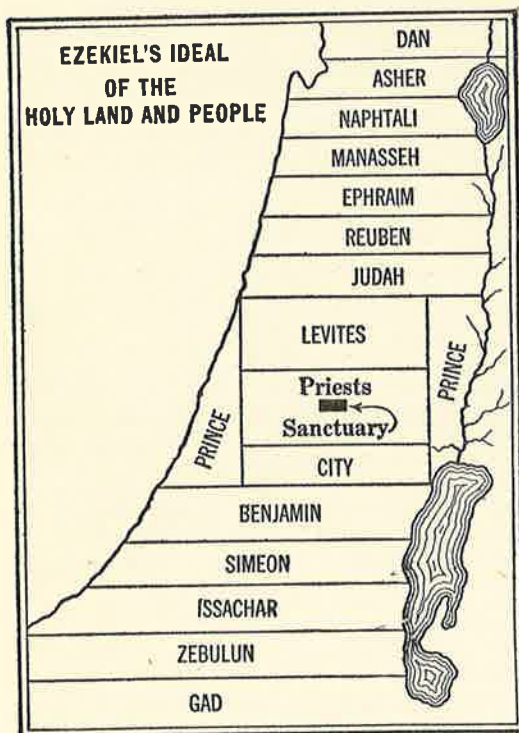 EZEKIEL'S IDEAL
OF THE
HOLY LAND AND PEOPLE
DAN
ASHER
NAPHTALI
MANASSEH
EPHRAIM
REUBEN
JUDAH
LEVITES
PRINCE
PRINCE
Priests
Sanctuary
CITY
BENJAMIN
SIMEON
ISSACHAR
ZEBULUN
GAD